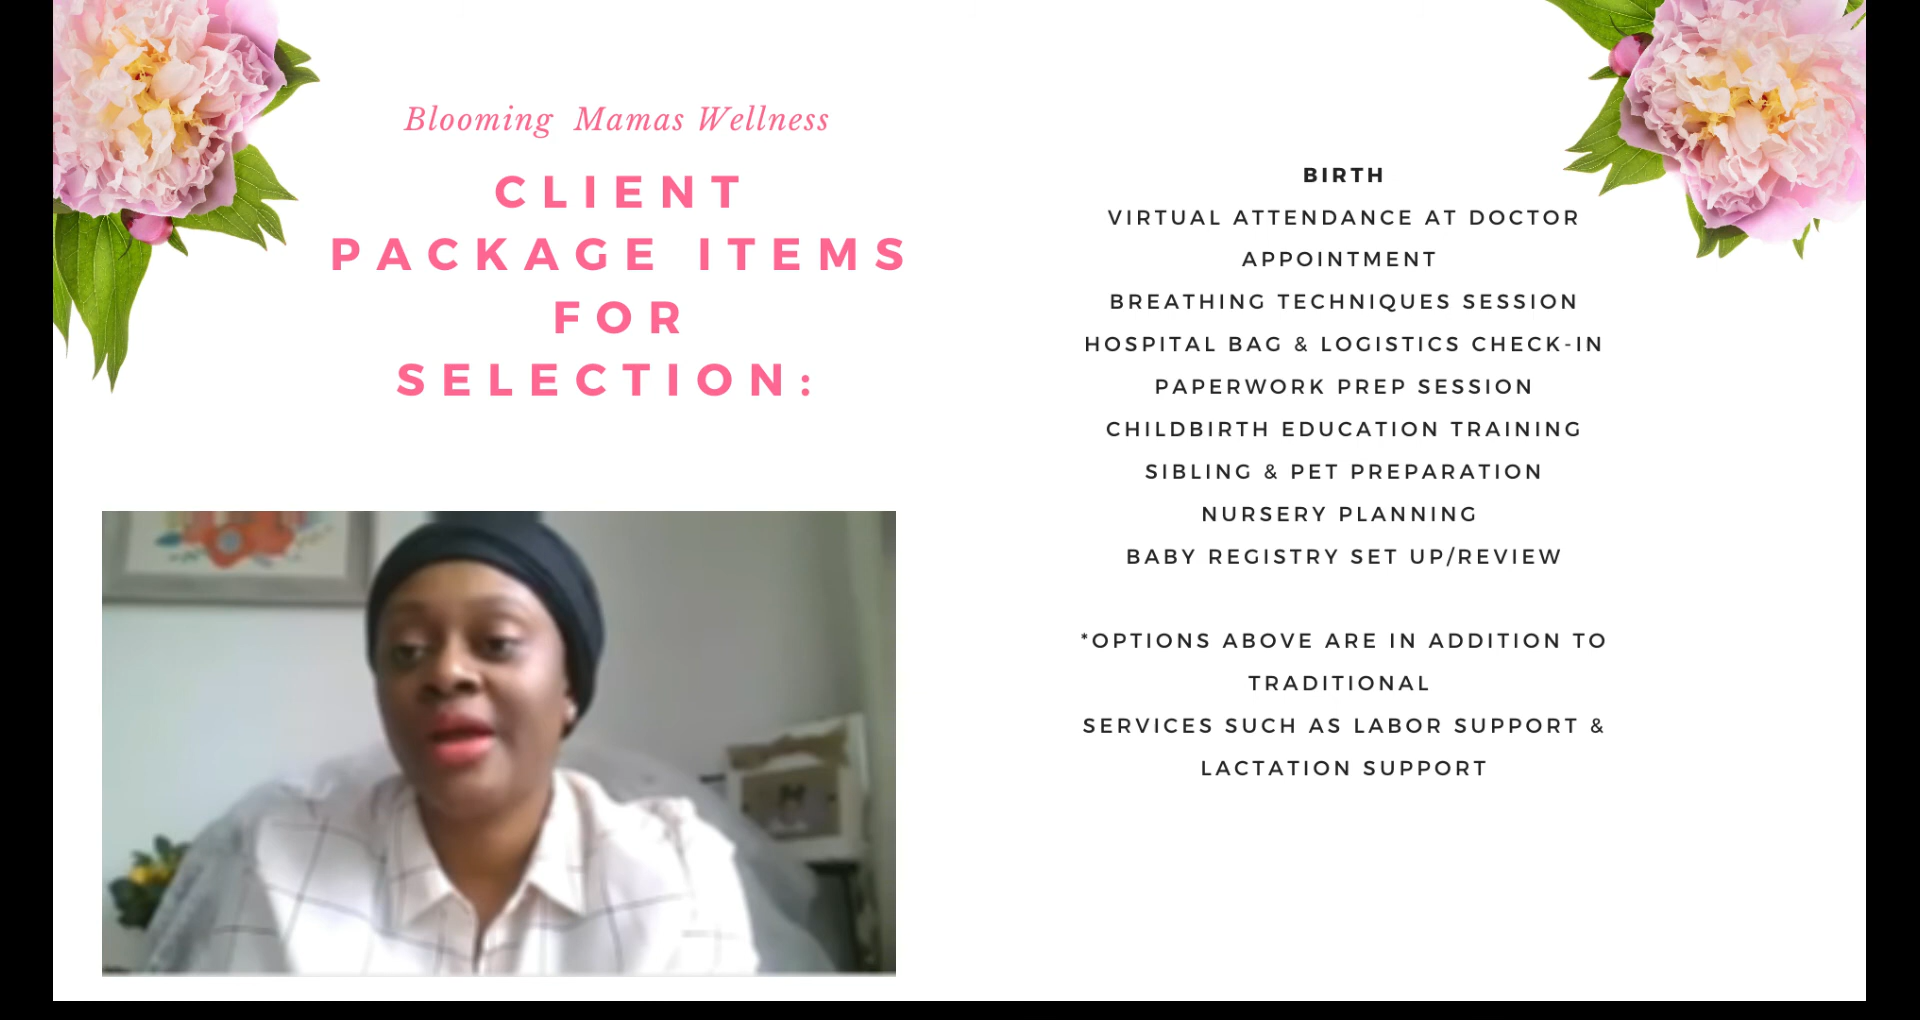 Blooming Mamas Wellness
CLIENT
PACKAGE ITEMS
FOR
SELECTION:
BIRTH
VIRTUAL ATTENDANCE AT DOCTOR
APPOINTMENT
BREATHING TECHNIQUES SESSION
HOSPITAL BAG & LOGISTICS CHECK-IN
PAPERWORK PREP SESSION
CHILDBIRTH EDUCATION TRAINING
SIBLING & PET PREPARATION
NURSERY PLANNING
BABY REGISTRY SET UP/REVIEW
*OPTIONS ABOVE ARE IN ADDITION TO
TRADITIONAL
SERVICES SUCH AS LABOR SUPPORT &
LACTATION SUPPORT